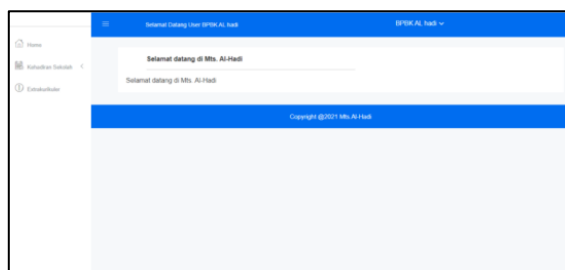 Selamat Datang User BPBK AL hadi
BPBK AL hadi
Home
Kehadiran Sekolah
Extrakurikuler
Selamat datang di Mts. Al-Hadi
Selamat datang di Mts. Al-Hadi
Copyright @2021 Mts.Al-Hadi